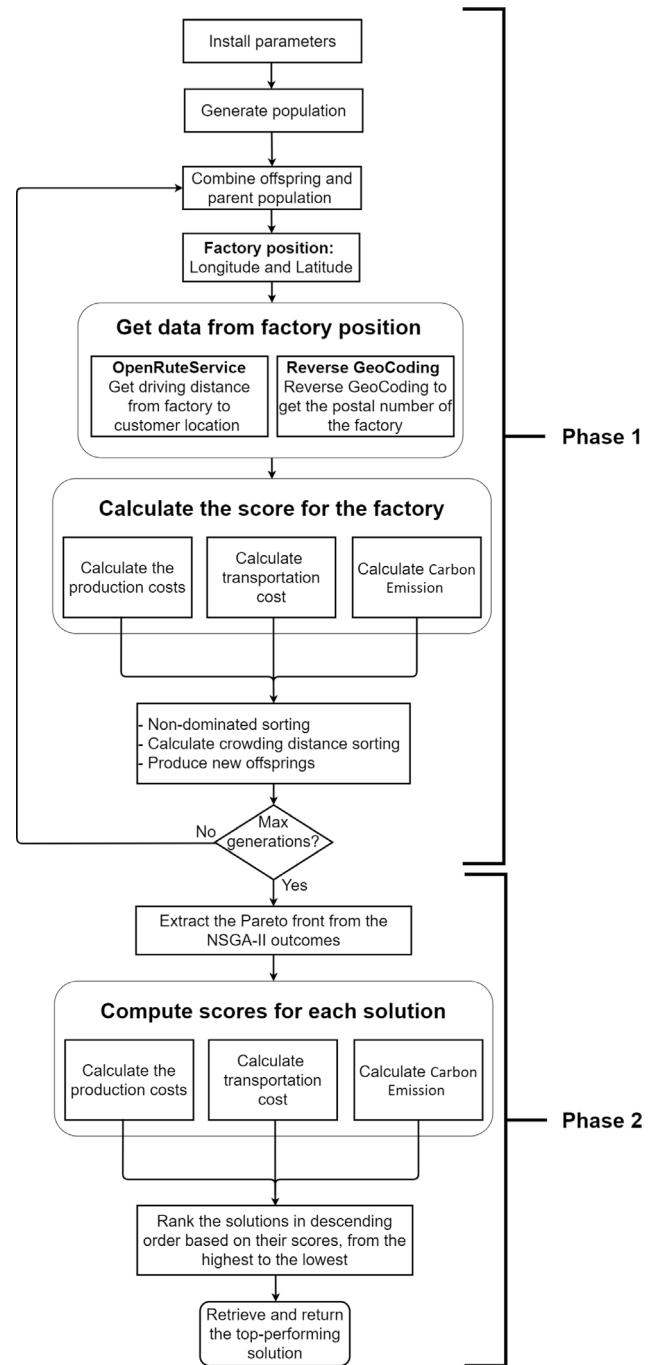 Install parameters
Generate population
Combine offspring and
parent population
Factory position:
Longitude and Latitude
Get data from factory position
OpenRuteService
Get driving distance
from factory to
customer location
Reverse GeoCoding
Reverse GeoCoding to
get the postal number of
the factory
Phase 1
Calculate the score for the factory
Calculate the
production costs
Calculate
transportation
cost
Calculate Carbon
Emission
- Non-dominated sorting
- Calculate crowding distance sorting
- Produce new offsprings
Max
generations?
No
Yes
Extract the Pareto front from the
NSGA-II outcomes
Compute scores for each solution
Calculate the
production costs
Calculate
transportation
cost
Calculate Carbon
Emission
Phase 2
Rank the solutions in descending
order based on their scores, from the
highest to the lowest
Retrieve and return
the top-performing
solution